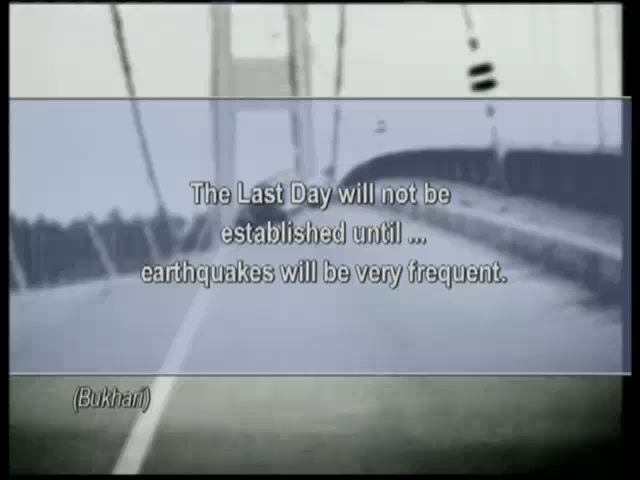 The Last Day will not be
established until ...
earthquakes will be very frequent.
(Bukhari)